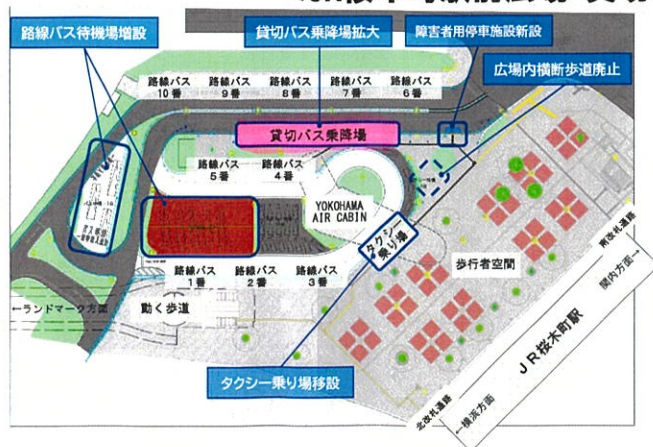 路線バス待機場増設
貸切バス乗降場拡大
障害者用停車施設新設
広場内横断歩道廃止
路線バス
10番
路線バス
9番
路線バス
8番
路線バス
7番
路線バス
6番
貸切バス乗降場
路線バス
5番
路線バス
4番
YOKOHAMA
AIR CABIN
タクシー
乗り場
歩行者空間
南改札通路
関内方面→
路線バス
1番
路線バス
2番
路線バス
3番
←ランドマーク方面
動く歩道
JR桜木町駅
タクシー乗り場移設
北改札通路
←横浜方面